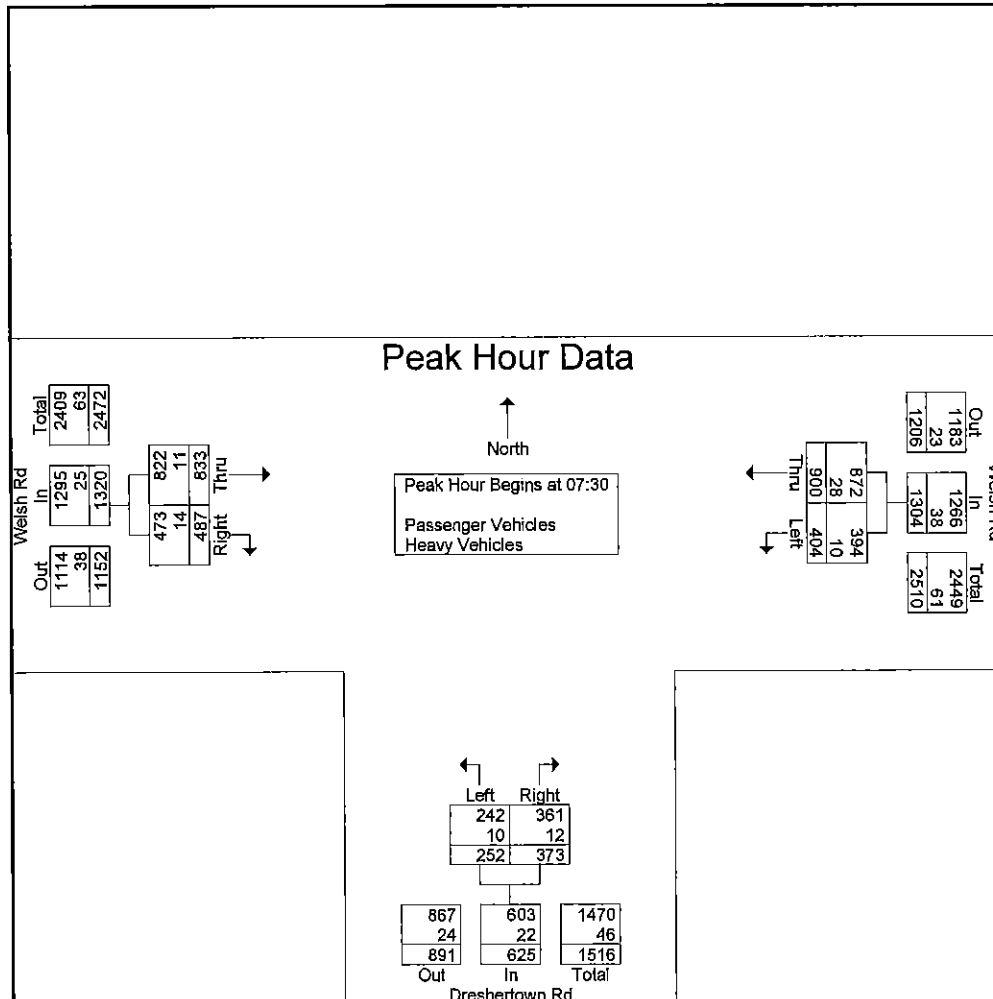 Peak Hour Data
North
Peak Hour Begins at 07:30
Passenger Vehicles
Heavy Vehicles
Welsh Rd
Out In Total
1114 1295 2409
38 25 63
1152 1320 2472
Right Thru
473 822
14 11
487 833
Welsh Rd
Out In Total
1183 1266 2449
23 38 61
1206 1304 2510
Thru Left
872 394
28 10
900 404
Left Right
242 361
10 12
252 373
867 603 1470
24 22 46
891 625 1516
Out In Total
Dreshertown Rd